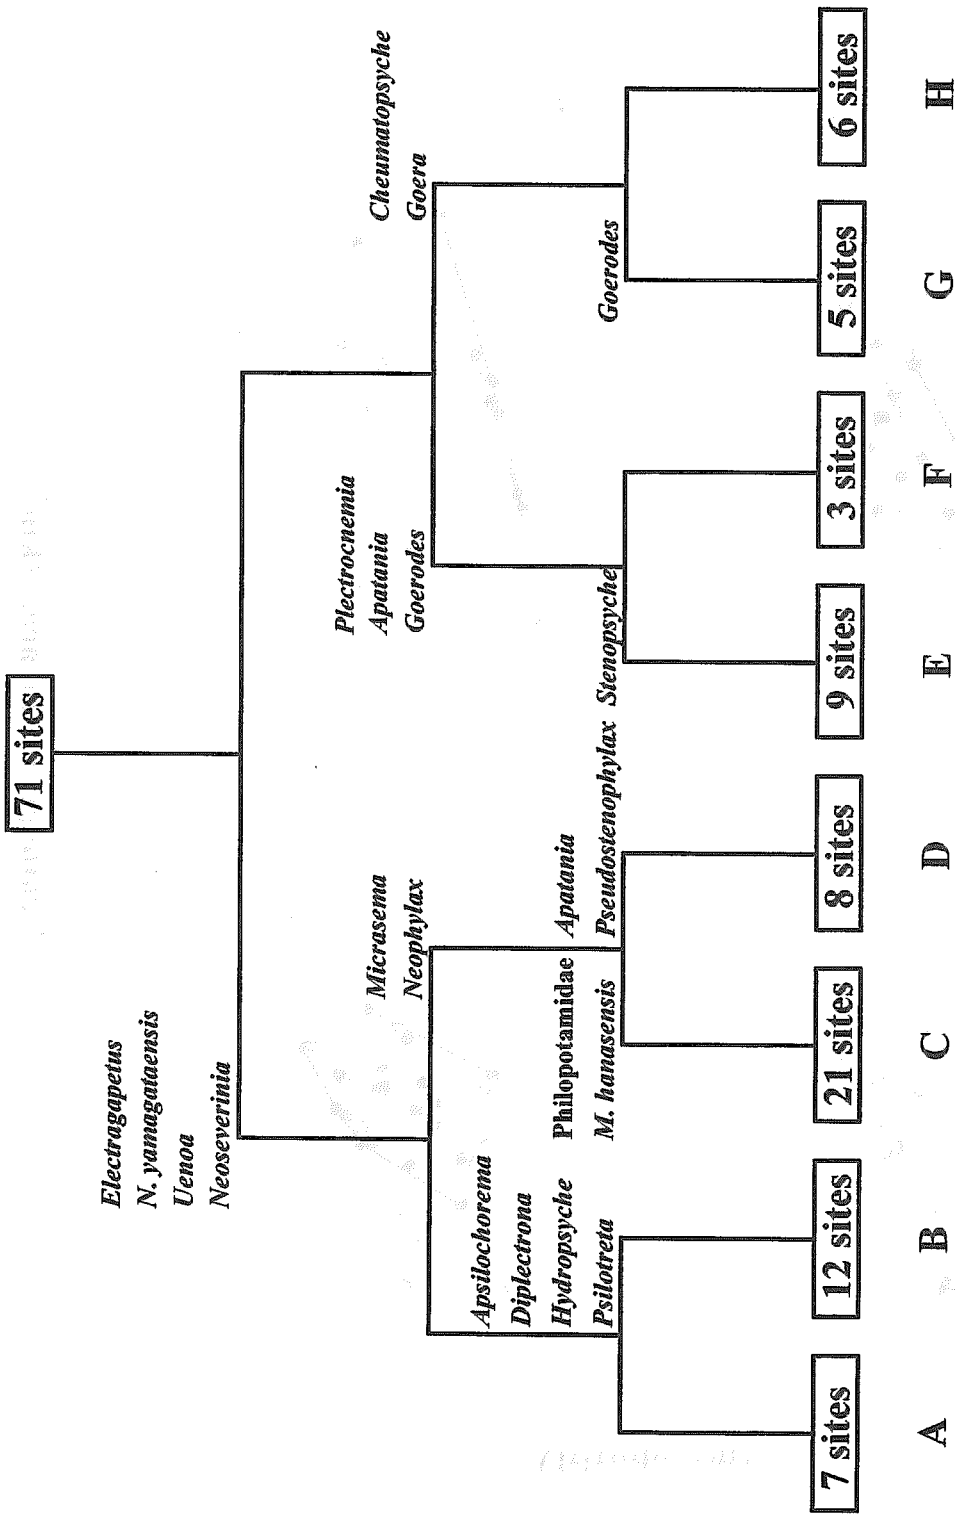 71 sites
Electragapetus
N. yamagataensis
Uenoa
Neoseverinia
Micrasema
Neophylax
Plectrocnemia
Apatania
Goerodes
Cheumatopsyche
Goera
Apsilochorema
Diplectrona
Hydropsyche
Psilotreta
Philopotamidae
M. hanasensis
Apatania
Pseudostenophylax
Stenopsyche
Goerodes
7 sites
12 sites
21 sites
8 sites
9 sites
3 sites
5 sites
6 sites
A
B
C
D
E
F
G
H